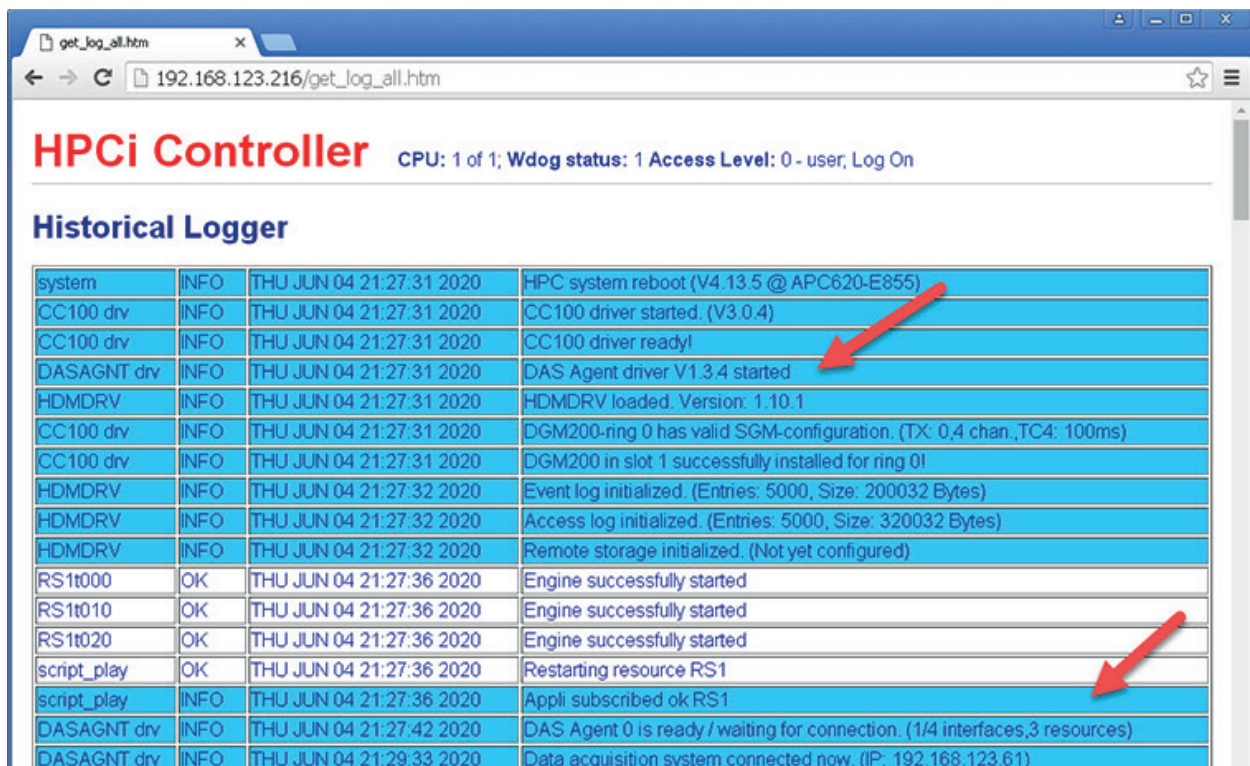 get_log_all.htm
192.168.123.216/get_log_all.htm
HPCi Controller CPU: 1 of 1; Wdog status: 1 Access Level: 0 - user; Log On
Historical Logger
system INFO THU JUN 04 21:27:31 2020 HPC system reboot (V4.13.5 @ APC620-E855)
CC100 drv INFO THU JUN 04 21:27:31 2020 CC100 driver started. (V3.0.4)
CC100 drv INFO THU JUN 04 21:27:31 2020 CC100 driver ready!
DASAGNT drv INFO THU JUN 04 21:27:31 2020 DAS Agent driver V1.3.4 started
HDMDRV INFO THU JUN 04 21:27:31 2020 HDMDRV loaded. Version: 1.10.1
CC100 drv INFO THU JUN 04 21:27:31 2020 DGM200-ring 0 has valid SGM-configuration. (TX: 0,4 chan.,TC4: 100ms)
CC100 drv INFO THU JUN 04 21:27:31 2020 DGM200 in slot 1 successfully installed for ring 0!
HDMDRV INFO THU JUN 04 21:27:32 2020 Event log initialized. (Entries: 5000, Size: 200032 Bytes)
HDMDRV INFO THU JUN 04 21:27:32 2020 Access log initialized. (Entries: 5000, Size: 320032 Bytes)
HDMDRV INFO THU JUN 04 21:27:32 2020 Remote storage initialized. (Not yet configured)
RS1t000 OK THU JUN 04 21:27:36 2020 Engine successfully started
RS1t010 OK THU JUN 04 21:27:36 2020 Engine successfully started
RS1t020 OK THU JUN 04 21:27:36 2020 Engine successfully started
script_play OK THU JUN 04 21:27:36 2020 Restarting resource RS1
script_play INFO THU JUN 04 21:27:36 2020 Appli subscribed ok RS1
DASAGNT drv INFO THU JUN 04 21:27:42 2020 DAS Agent 0 is ready / waiting for connection. (1/4 interfaces,3 resources)
DASAGNT drv INFO THU JUN 04 21:29:33 2020 Data acquisition system connected now. (IP: 192.168.123.61)